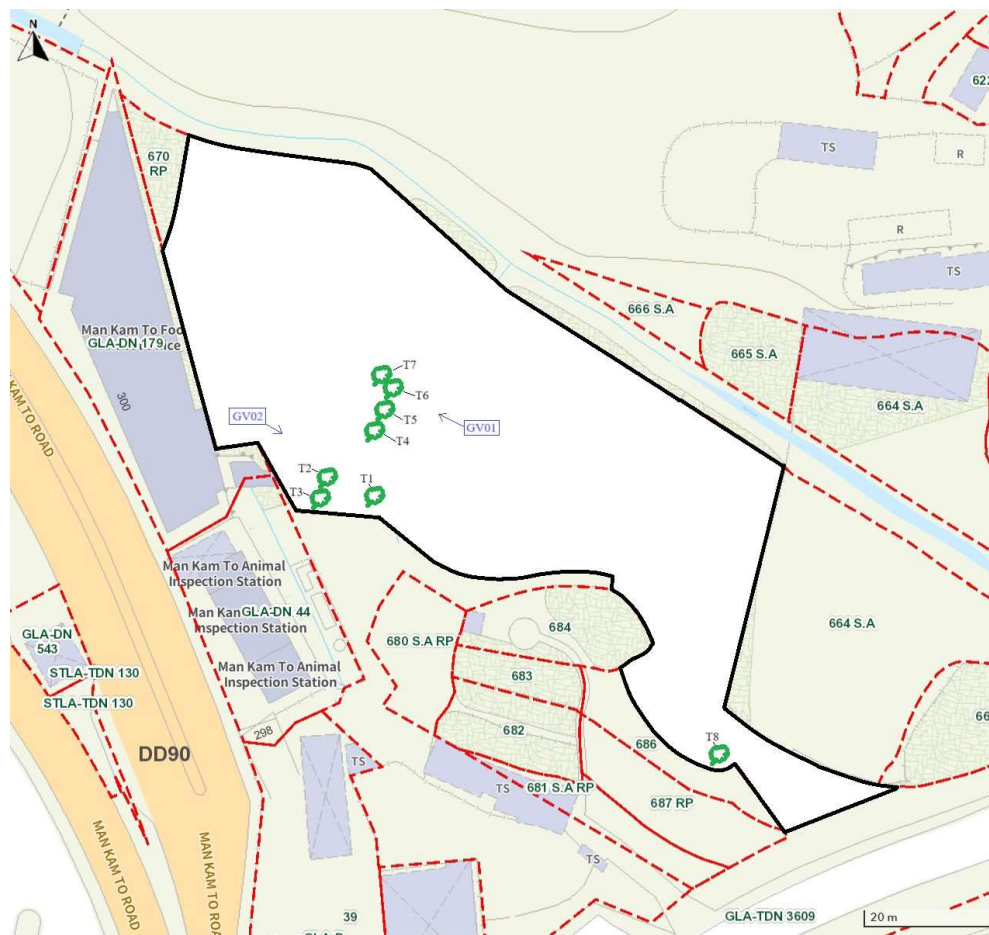 N
670
RP
622
TS
R
R
TS
666 S.A
665 S.A
664 S.A
Man Kam To Foo
GLA-DN 179
ice
300
MAN KAM TO ROAD
GV02
GV01
T7
T6
T5
T4
T2
T3
T1
Man Kam To Animal
Inspection Station
Man Kan
GLA-DN 44
nspection Station
Man Kam To Animal
Inspection Station
GLA-DN
543
STLA-TDN 130
STLA-TDN 130
680 S.A RP
684
683
682
664 S.A
66
686
T8
298
DD90
TS
TS
681 S.A RP
687 RP
TS
MAN KAM TO ROAD
MAN KAM TO ROAD
39
GLA-TDN 3609
20 m